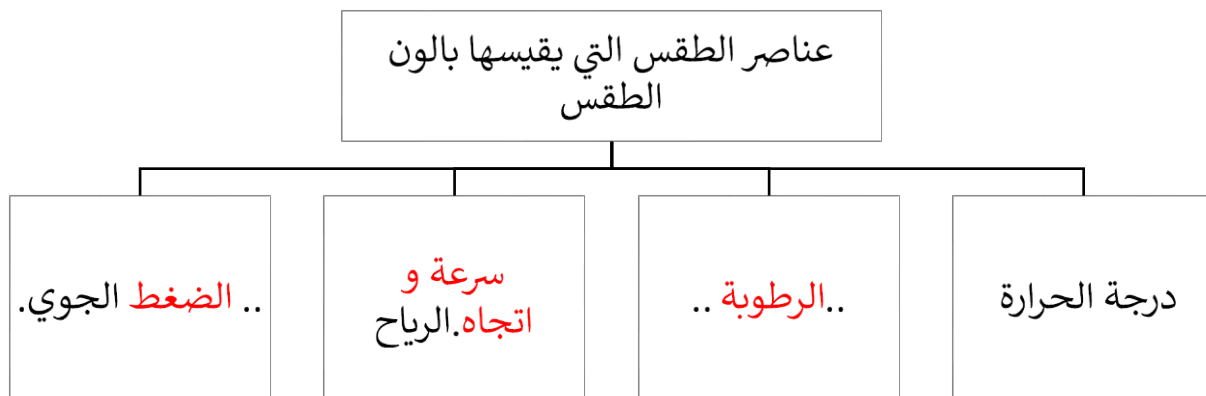 عناصر الطقس التي يقيسها بالون
الطقس
درجة الحرارة
..الرطوبة ..
سرعة و
اتجاه.الرياح
.. الضغط الجوي.